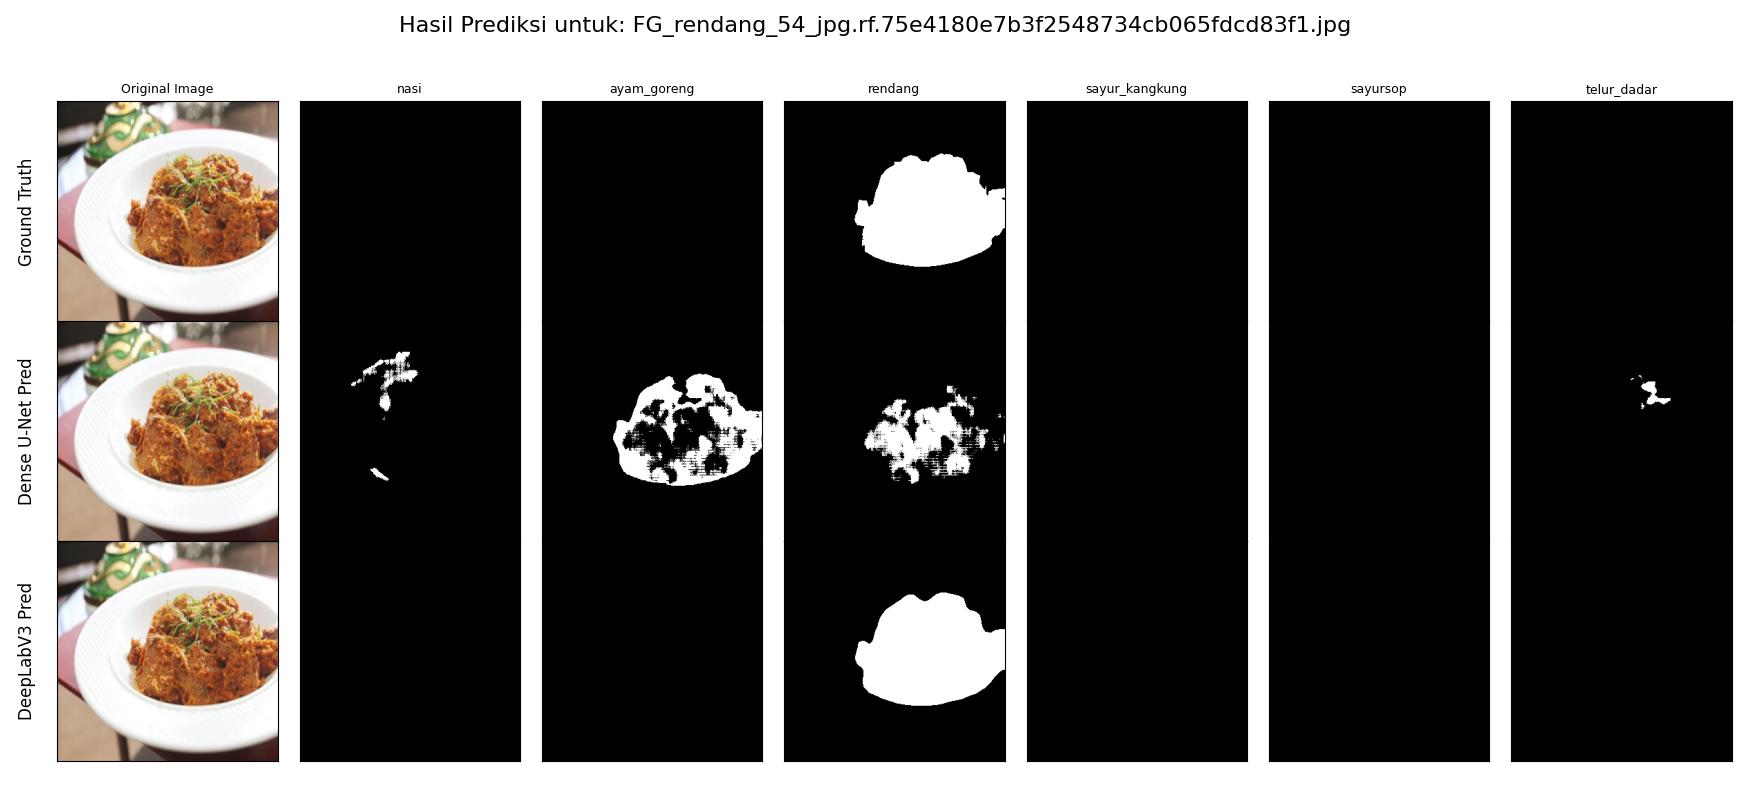 Hasil Prediksi untuk: FG_rendang_54_jpg.rf.75e4180e7b3f2548734cb065fdcd83f1.jpg
Original Image
nasi
ayam_goreng
rendang
sayur_kangkung
sayursop
telur_dadar
Ground Truth
Dense U-Net Pred
DeepLabV3 Pred